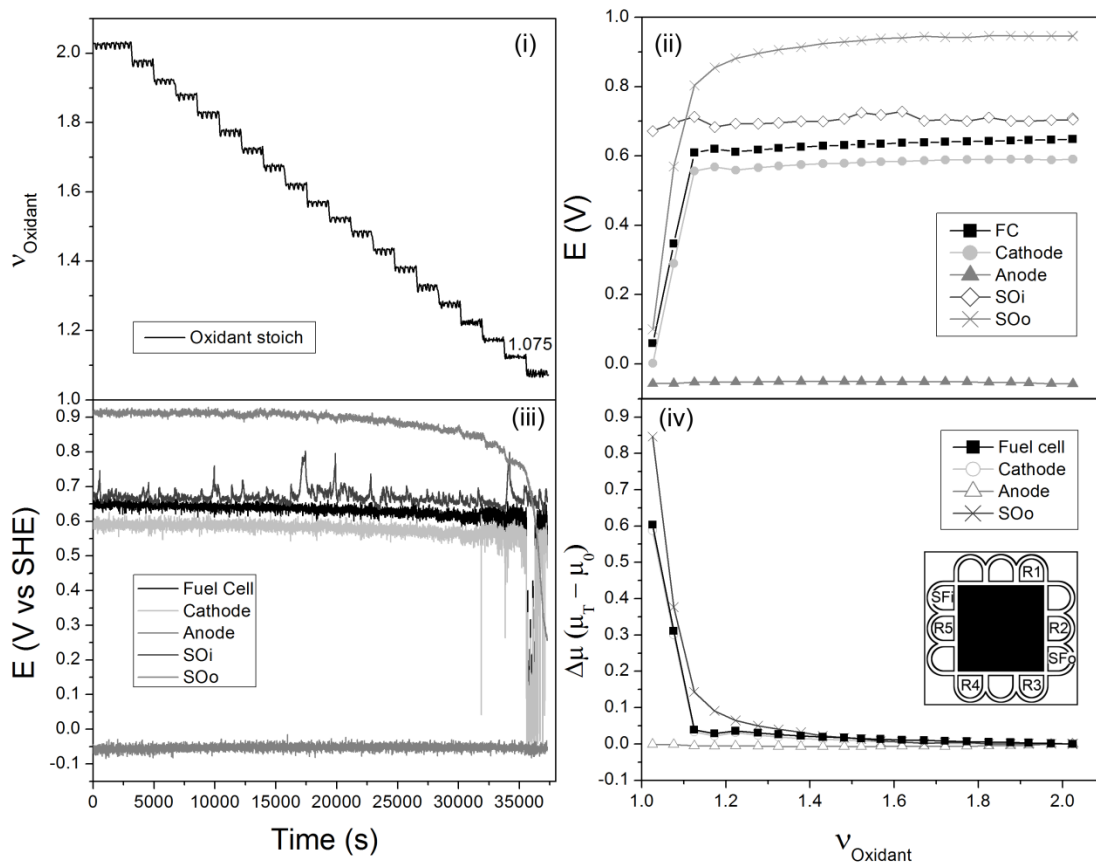 (i)
2.0
1.8
1.6
1.4
1.2
1.0
νOxidant
Oxidant stoich
1.075
(ii)
1.0
0.8
0.6
0.4
0.2
0.0
E (V)
FC
Cathode
Anode
SOi
SOo
(iii)
0.9
0.8
0.7
0.6
0.5
0.4
0.3
0.2
0.1
0.0
-0.1
E (V vs SHE)
Fuel Cell
Cathode
Anode
SOi
SOo
0 5000 10000 15000 20000 25000 30000 35000
Time (s)
(iv)
0.9
0.8
0.7
0.6
0.5
0.4
0.3
0.2
0.1
0.0
-0.1
Δμ (μT − μ0)
Fuel cell
Cathode
Anode
SOo
R1
SFi
R5 R2
SFo
R4 R3
1.0 1.2 1.4 1.6 1.8 2.0
νOxidant